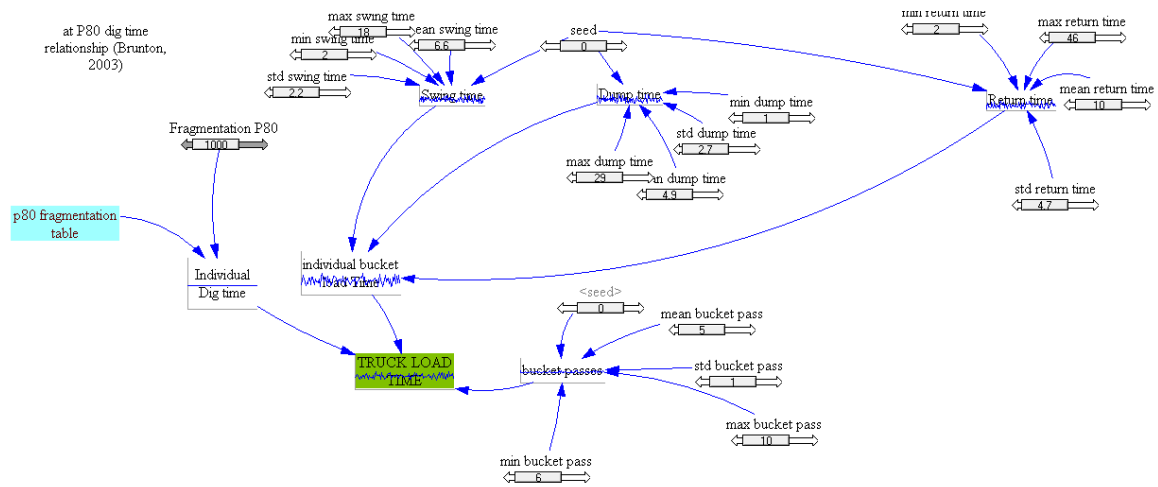 at P80 dig time
relationship (Brunton,
2003)
max swing time
18
ean swing time
6.6
min swing time
2
std swing time
2.2
Swing time
seed
0
Dump time
min dump time
1
std dump time
2.7
max dump time
29
n dump time
4.9
min return time
2
max return time
46
mean return time
10
Return time
std return time
4.7
Fragmentation P80
1000
p80 fragmentation
table
Individual
Dig time
individual bucket
load Time
<seed>
0
mean bucket pass
5
std bucket pass
1
max bucket pass
10
min bucket pass
6
bucket passes
TRUCK LOAD
TIME